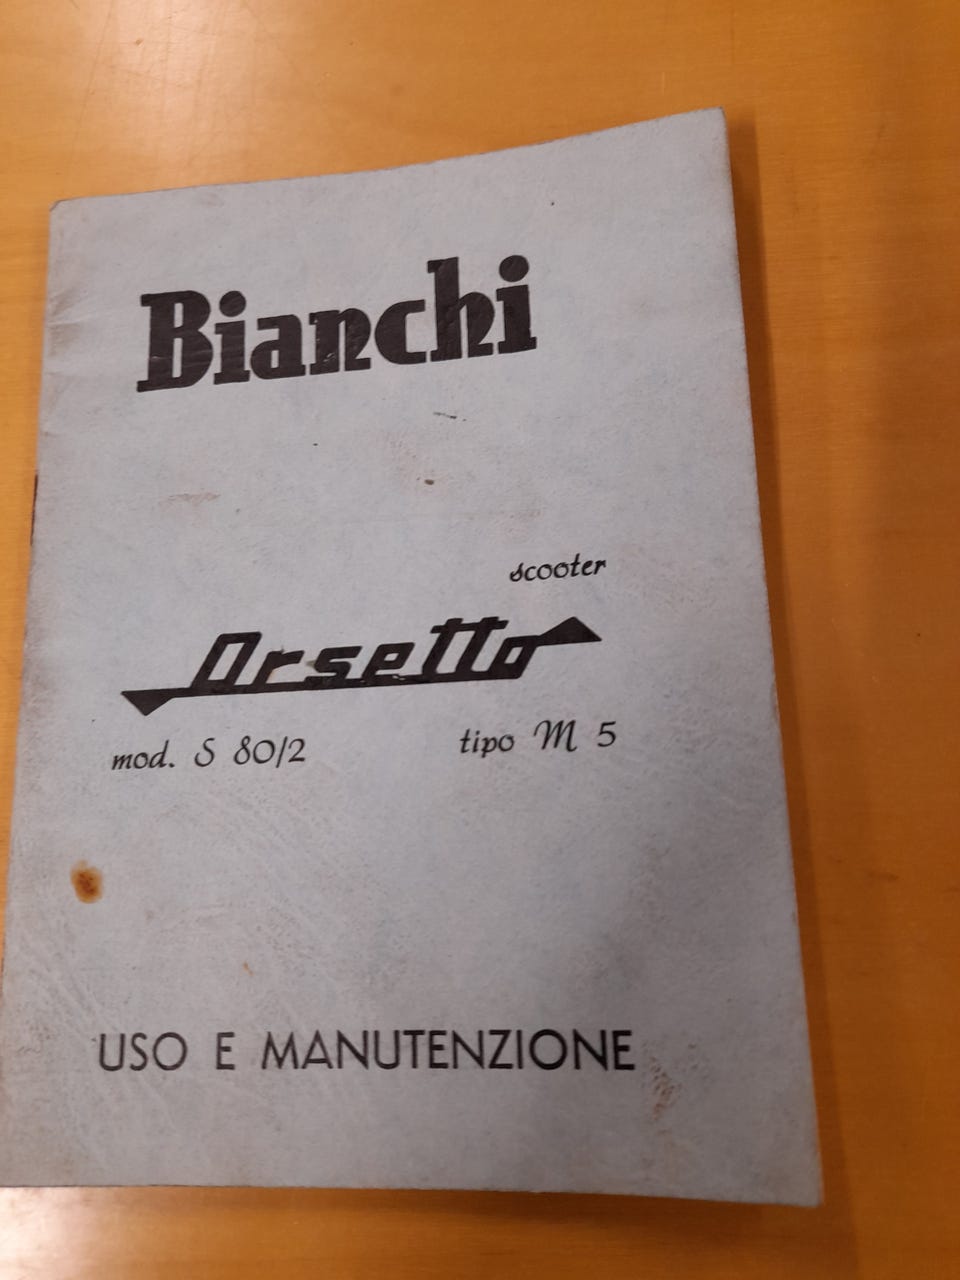 Bianchi
scooter
Orsetto
mod. S 80/2 tipo M 5
USO E MANUTENZIONE